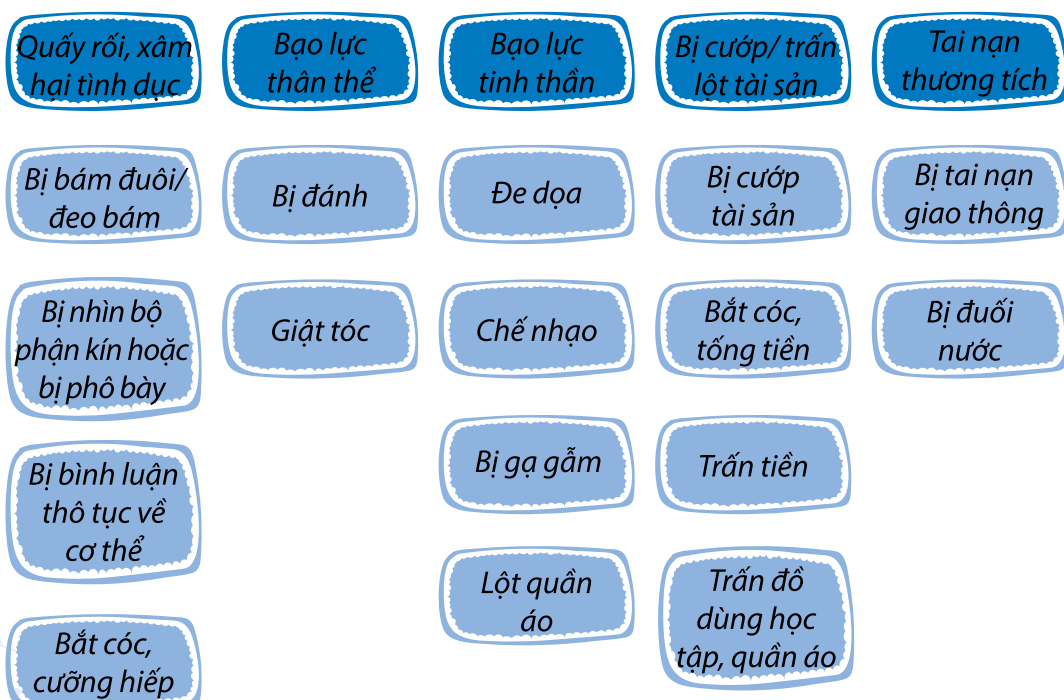 Quấy rối, xâm
hại tình dục
Bạo lực
thân thể
Bạo lực
tinh thần
Bị cướp/ trấn
lột tài sản
Tai nạn
thương tích
Bị bám đuôi/
đeo bám
Bị đánh
Đe dọa
Bị cướp
tài sản
Bị tai nạn
giao thông
Bị nhìn bộ
phận kín hoặc
bị phô bày
Giật tóc
Chế nhạo
Bắt cóc,
tống tiền
Bị đuối
nước
Bị bình luận
thô tục về
cơ thể
Bị gạ gẫm
Trấn tiền
Lột quần
áo
Trấn đồ
dùng học
tập, quần áo
Bắt cóc,
cưỡng hiếp